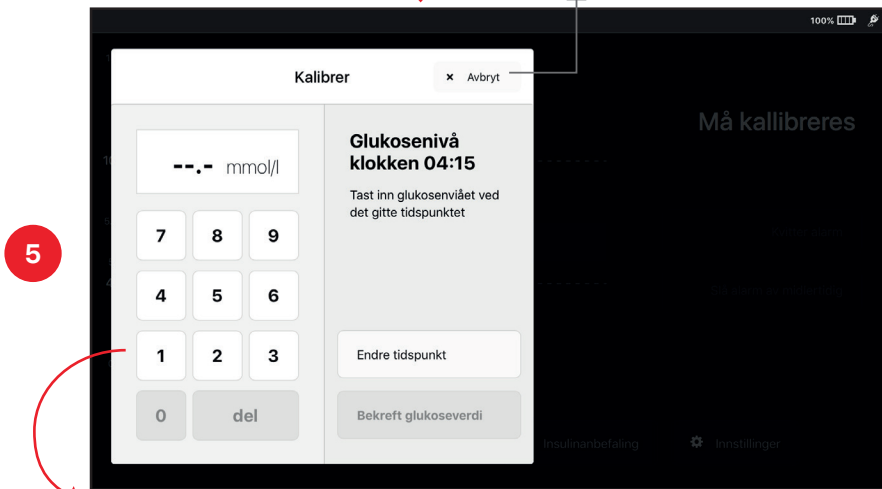 100%
Kalibrer
× Avbryt
Må kallibreres
--.- mmol/l
Glukosenivå
klokken 04:15
Tast inn glukosenviået ved
det gitte tidspunktet
7 8 9
5
4 5 6
1 2 3
Endre tidspunkt
0 del
Bekreft glukoseverdi
Insulinanbefaling
Innstillinger